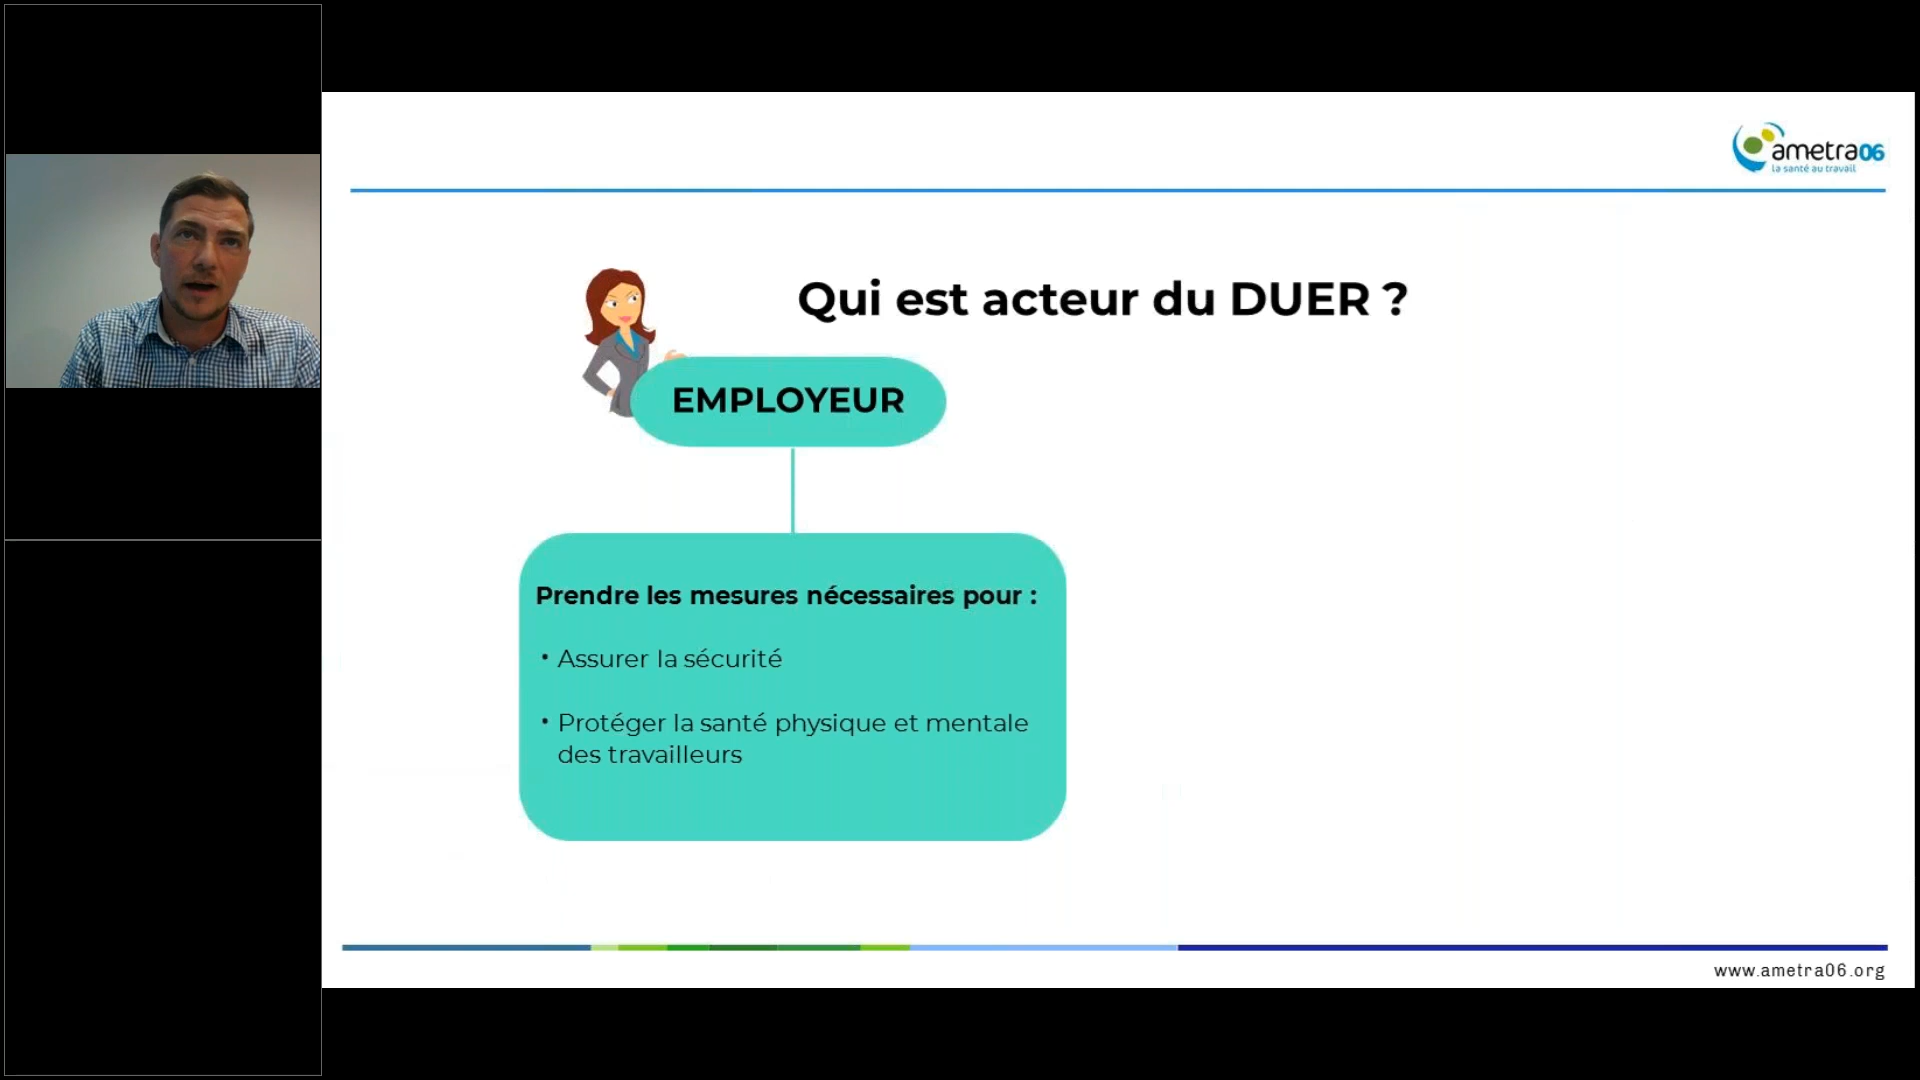 ametra06
la santé au travail
Qui est acteur du DUER ?
EMPLOYEUR
Prendre les mesures nécessaires pour :
• Assurer la sécurité
• Protéger la santé physique et mentale
des travailleurs
www.ametra06.org